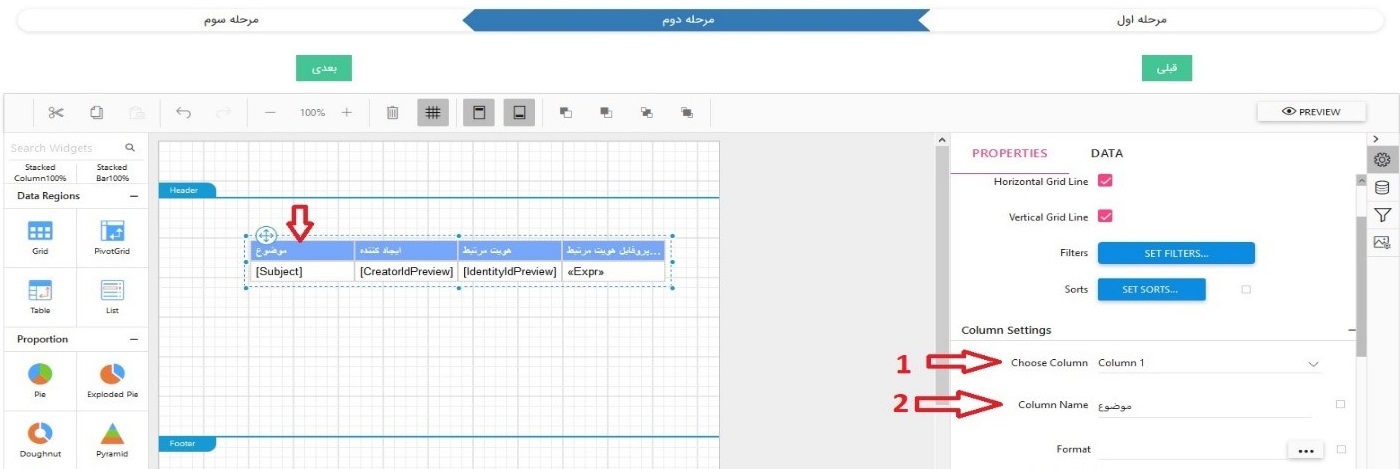 مرحله اول
مرحله دوم
مرحله سوم
قبلی
بعدی
100%
PREVIEW
Search Widgets
Stacked Column100%
Stacked Bar100%
Data Regions
Grid
PivotGrid
Table
List
Proportion
Pie
Exploded Pie
Doughnut
Pyramid
Header
موضوع
ایجاد کننده
هویت مرتبط
پروفایل هویت مرتبط...
[Subject]
[CreatorIdPreview]
[IdentityIdPreview]
«Expr»
Footer
PROPERTIES
DATA
Horizontal Grid Line
Vertical Grid Line
Filters
SET FILTERS...
Sorts
SET SORTS...
Column Settings
1
Choose Column
Column 1
2
Column Name
موضوع
Format
...